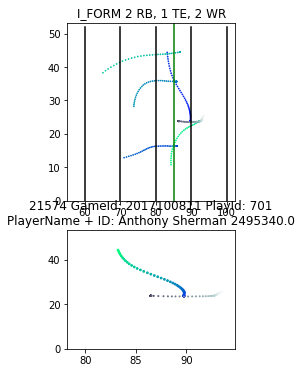 I_FORM 2 RB, 1 TE, 2 WR
50
40
30
20
10
0
60 70 80 90 100
21574 GameId: 2017100811 PlayId: 701
PlayerName + ID: Anthony Sherman 2495340.0
40
20
0
80 85 90